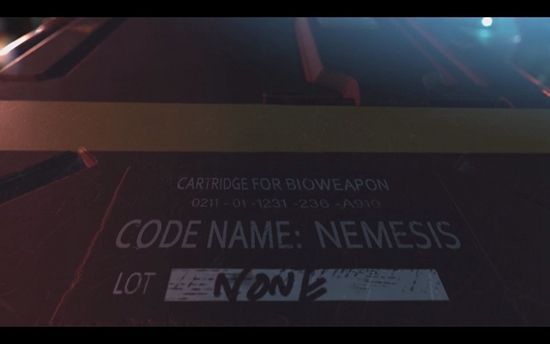 CARTRIDGE FOR BIOWEAPON
0211 - 01 -1231 -236 -A910
CODE NAME: NEMESIS
LOT NONE